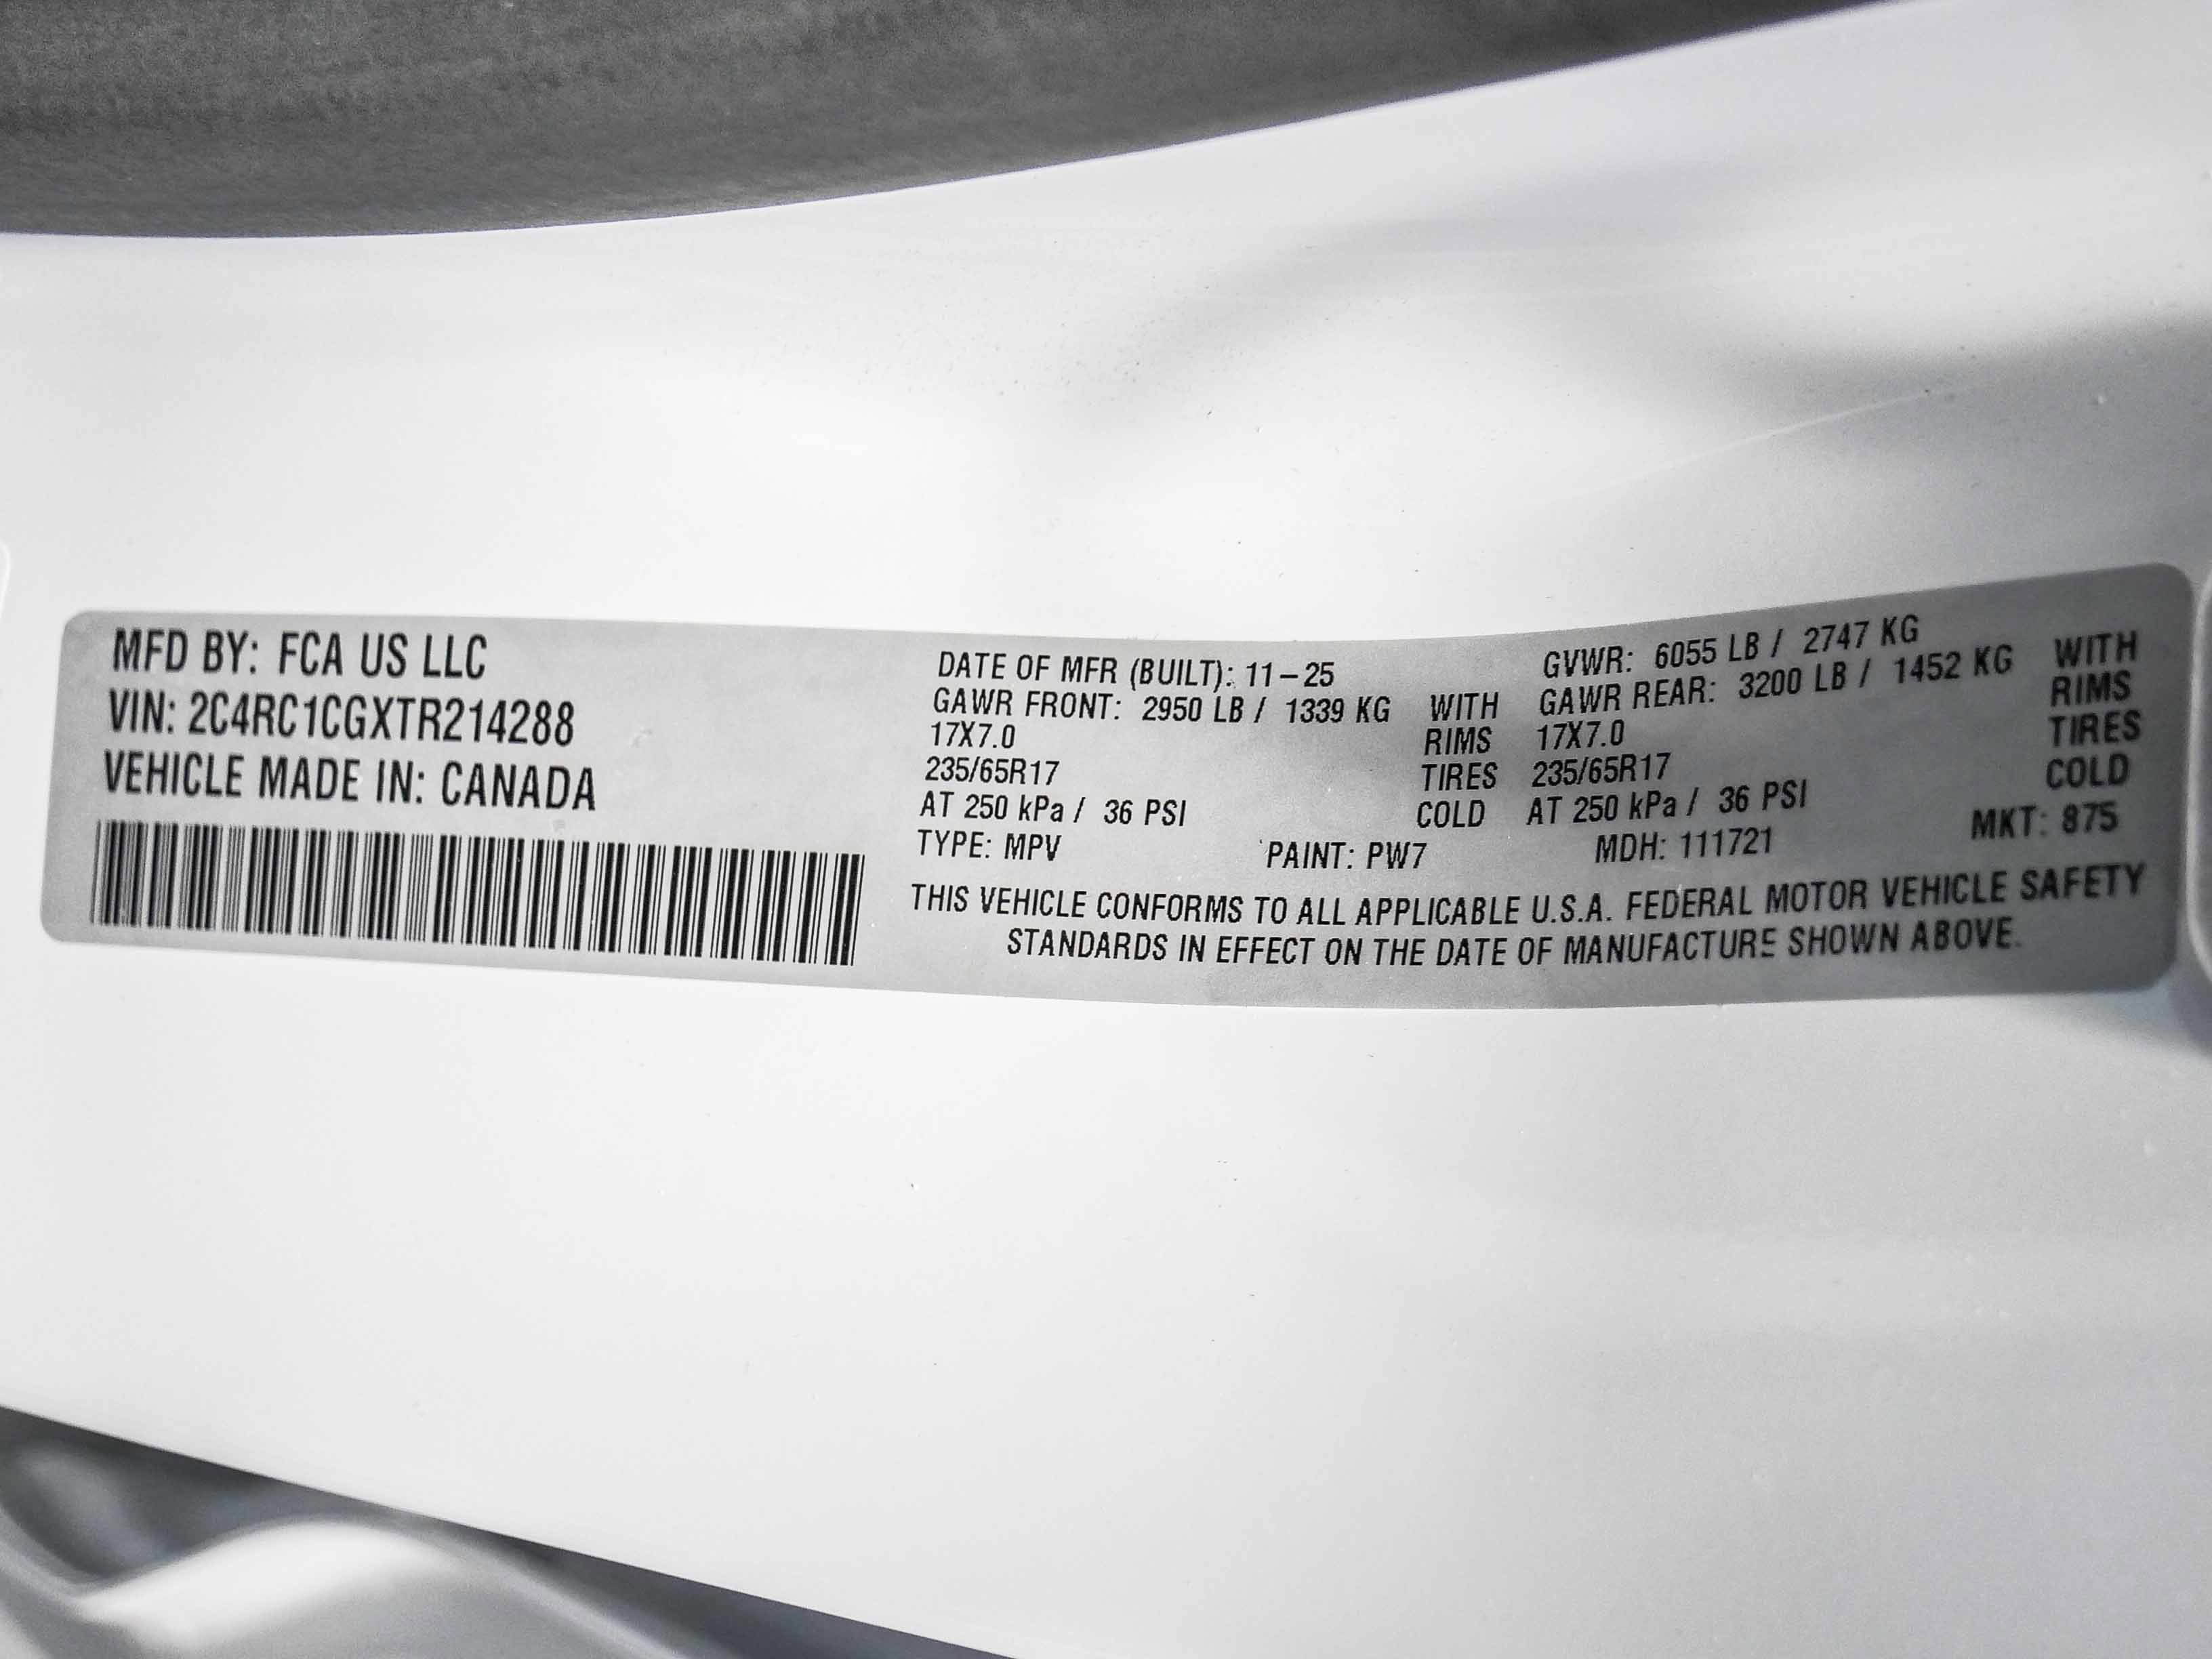 MFD BY: FCA US LLC
VIN: 2C4RC1CGXTR214288
VEHICLE MADE IN: CANADA
DATE OF MFR (BUILT): 11-25 GVWR: 6055 LB / 2747 KG
GAWR FRONT: 2950 LB / 1339 KG WITH GAWR REAR: 3200 LB / 1452 KG WITH
17X7.0 RIMS 17X7.0 RIMS
235/65R17 TIRES 235/65R17 TIRES
AT 250 kPa / 36 PSI COLD AT 250 kPa / 36 PSI COLD
TYPE: MPV PAINT: PW7 MDH: 111721 MKT: 875
THIS VEHICLE CONFORMS TO ALL APPLICABLE U.S.A. FEDERAL MOTOR VEHICLE SAFETY
STANDARDS IN EFFECT ON THE DATE OF MANUFACTURE SHOWN ABOVE.